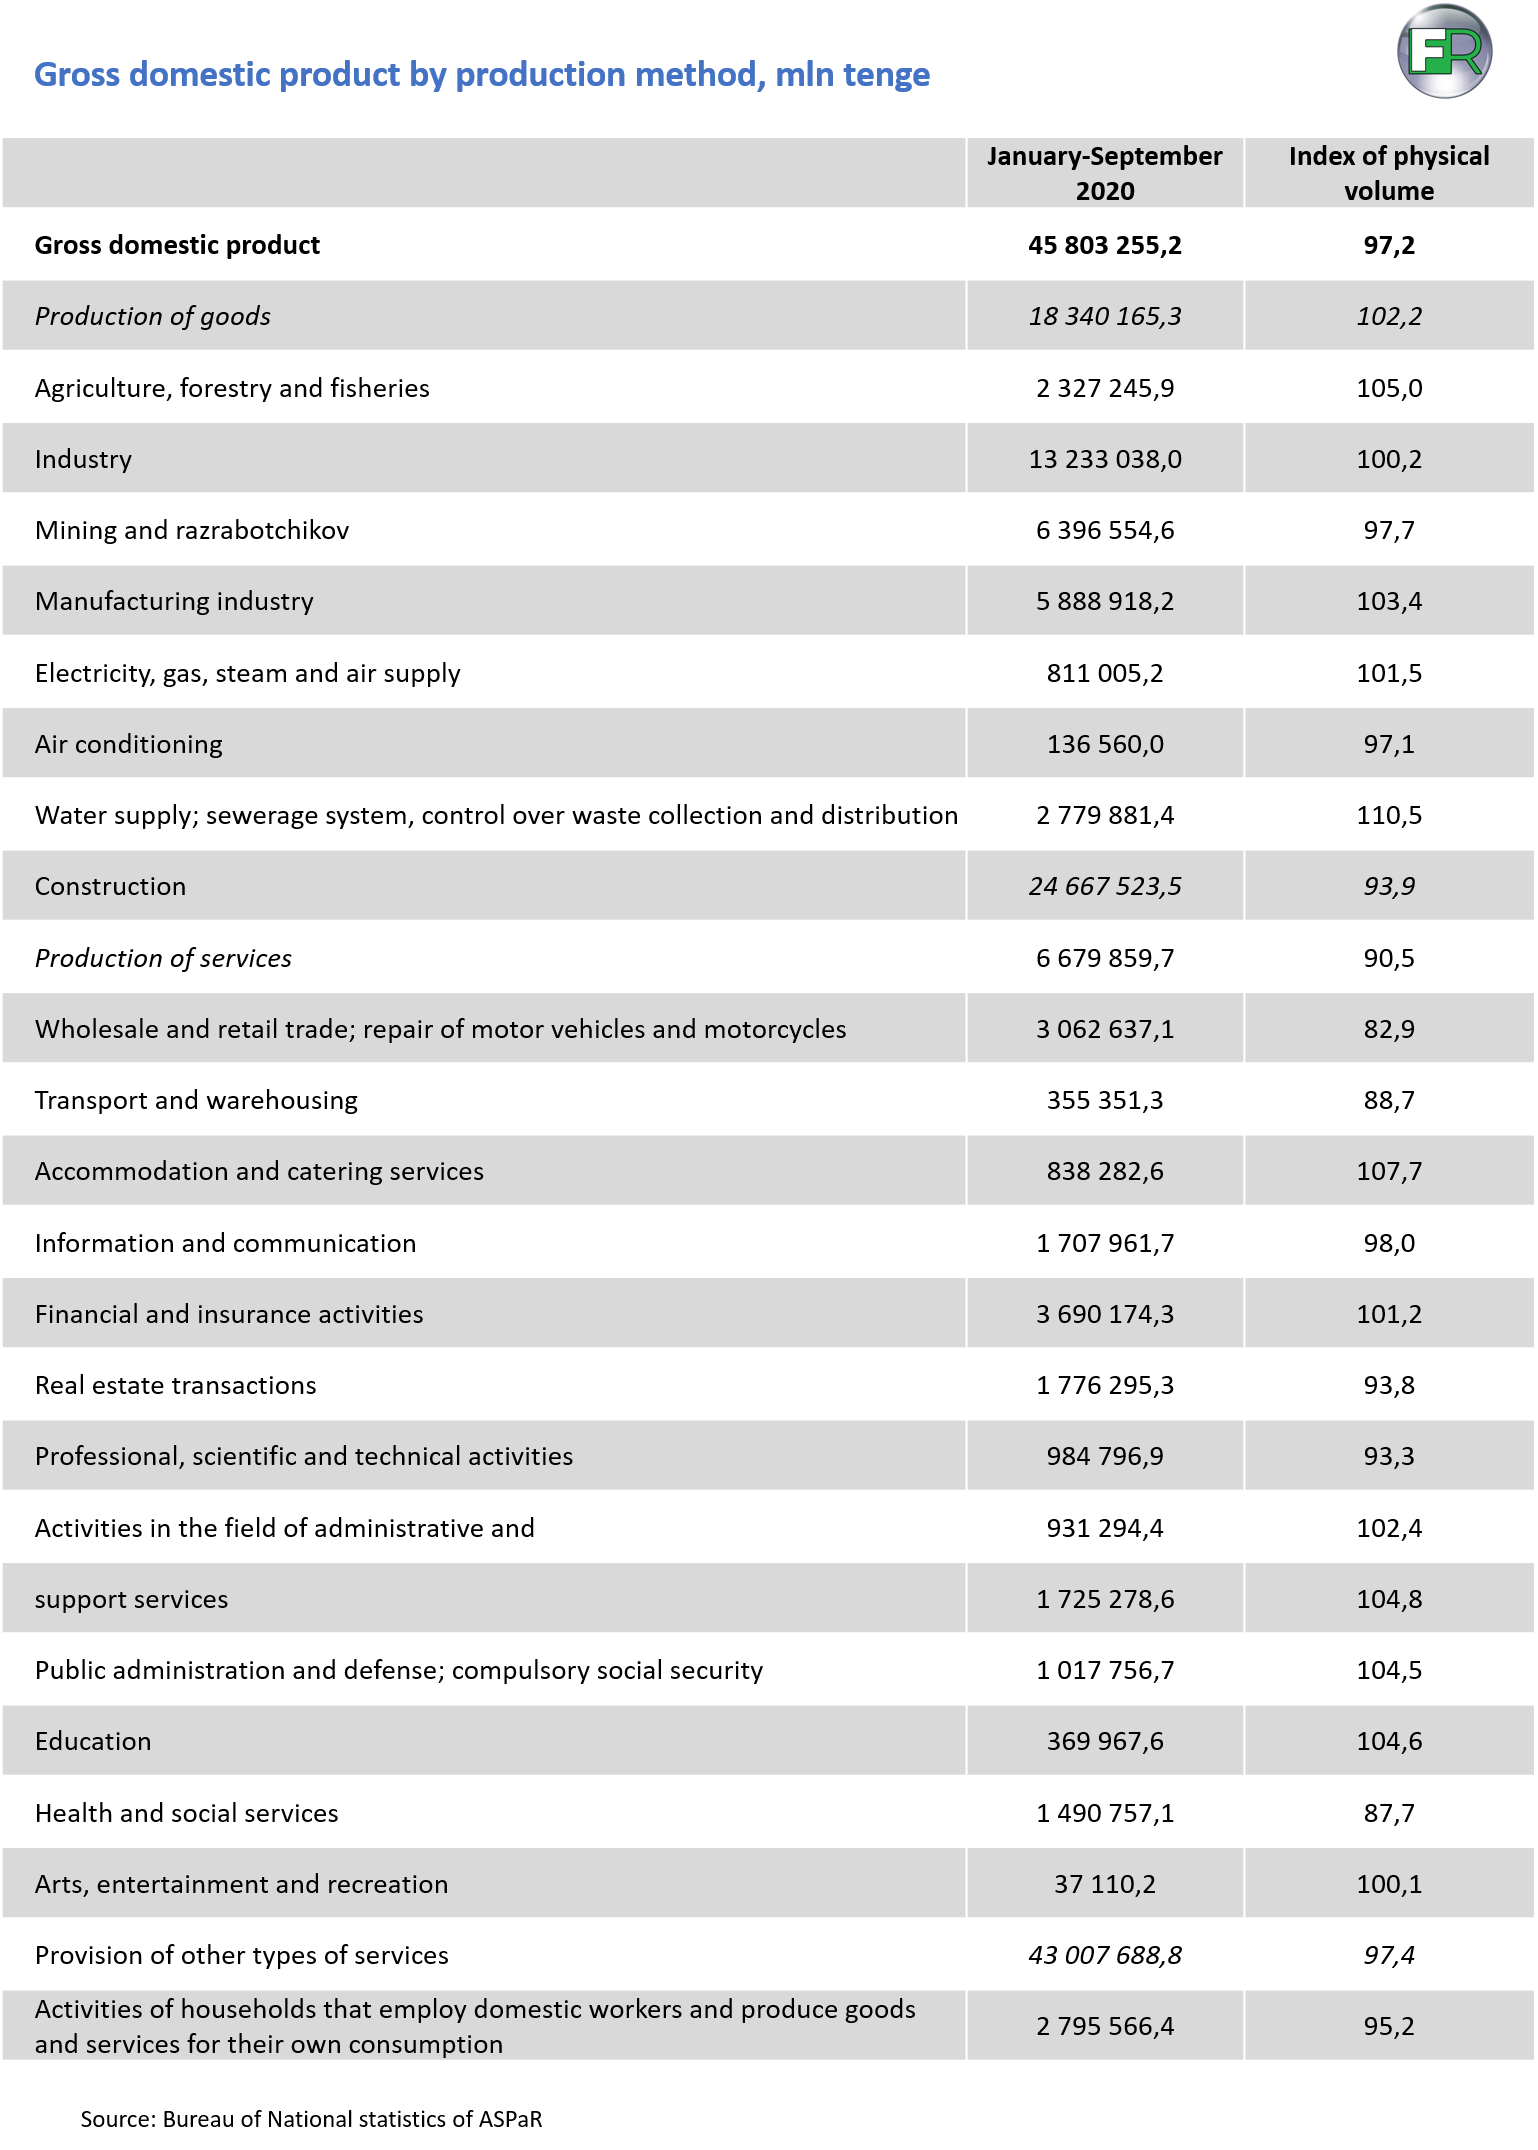 FR
Gross domestic product by production method, mln tenge
January-September 2020 Index of physical volume
Gross domestic product 45 803 255,2 97,2
Production of goods 18 340 165,3 102,2
Agriculture, forestry and fisheries 2 327 245,9 105,0
Industry 13 233 038,0 100,2
Mining and razrabotchikov 6 396 554,6 97,7
Manufacturing industry 5 888 918,2 103,4
Electricity, gas, steam and air supply 811 005,2 101,5
Air conditioning 136 560,0 97,1
Water supply; sewerage system, control over waste collection and distribution 2 779 881,4 110,5
Construction 24 667 523,5 93,9
Production of services 6 679 859,7 90,5
Wholesale and retail trade; repair of motor vehicles and motorcycles 3 062 637,1 82,9
Transport and warehousing 355 351,3 88,7
Accommodation and catering services 838 282,6 107,7
Information and communication 1 707 961,7 98,0
Financial and insurance activities 3 690 174,3 101,2
Real estate transactions 1 776 295,3 93,8
Professional, scientific and technical activities 984 796,9 93,3
Activities in the field of administrative and 931 294,4 102,4
support services 1 725 278,6 104,8
Public administration and defense; compulsory social security 1 017 756,7 104,5
Education 369 967,6 104,6
Health and social services 1 490 757,1 87,7
Arts, entertainment and recreation 37 110,2 100,1
Provision of other types of services 43 007 688,8 97,4
Activities of households that employ domestic workers and produce goods
and services for their own consumption 2 795 566,4 95,2
Source: Bureau of National statistics of ASPaR